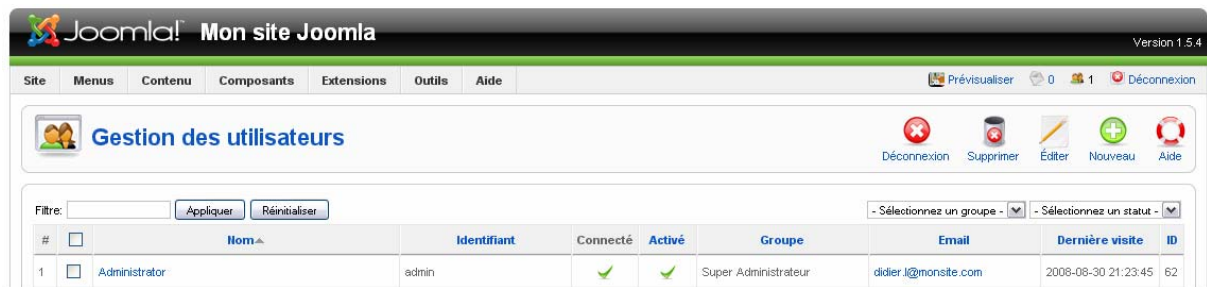 Joomla! Mon site Joomla
Version 1.5.4
Site Menus Contenu Composants Extensions Outils Aide Prévisualiser 0 1 Déconnexion
Gestion des utilisateurs
Déconnexion Supprimer Éditer Nouveau Aide
Filtre: Appliquer Réinitialiser - Sélectionnez un groupe - - Sélectionnez un statut -
# Nom Identifiant Connecté Activé Groupe Email Dernière visite ID
1 Administrator admin Super Administrateur didier.l@monsite.com 2008-08-30 21:23:45 62